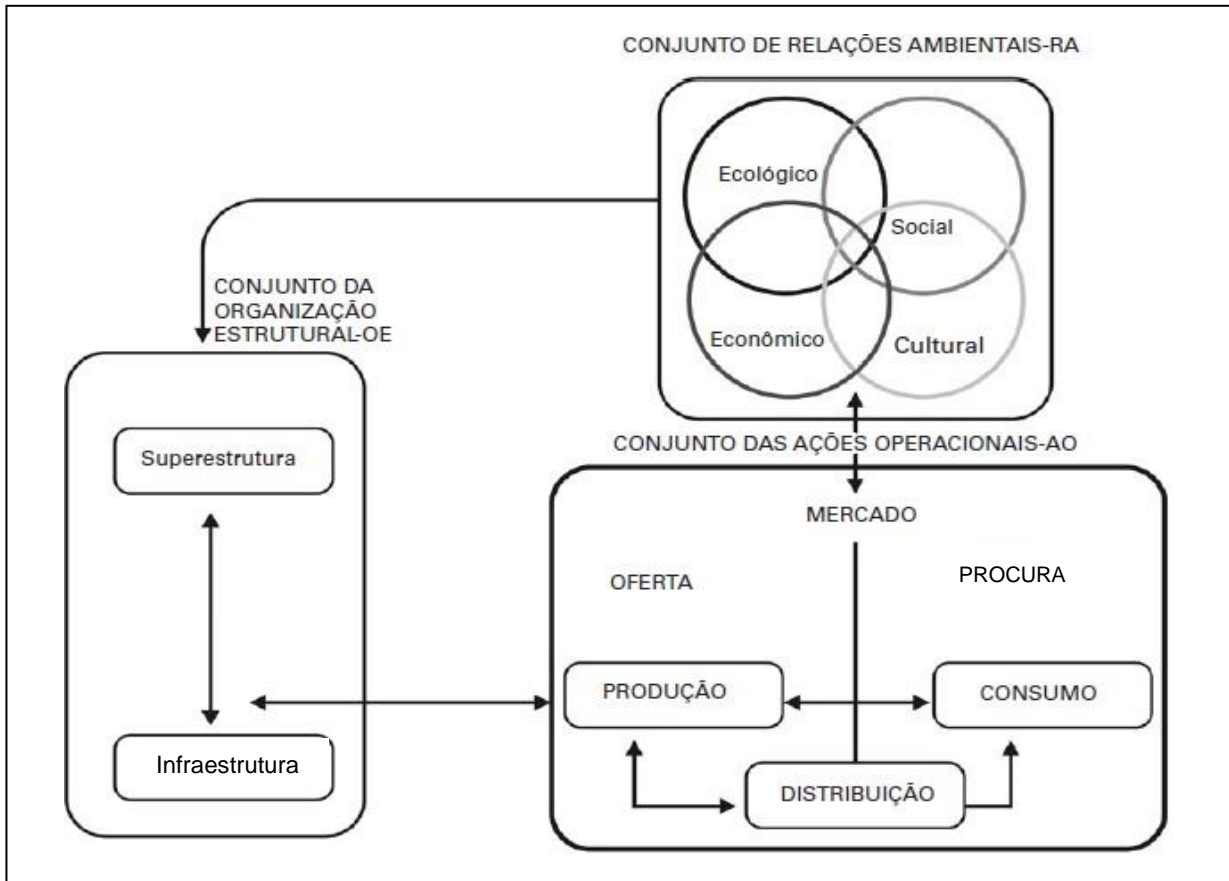 CONJUNTO DE RELAÇÕES AMBIENTAIS-RA
Ecológico
Social
Econômico
Cultural
CONJUNTO DA
ORGANIZAÇÃO
ESTRUTURAL-OE
Superestrutura
Infraestrutura
CONJUNTO DAS AÇÕES OPERACIONAIS-AO
MERCADO
OFERTA
PROCURA
PRODUÇÃO
CONSUMO
DISTRIBUIÇÃO